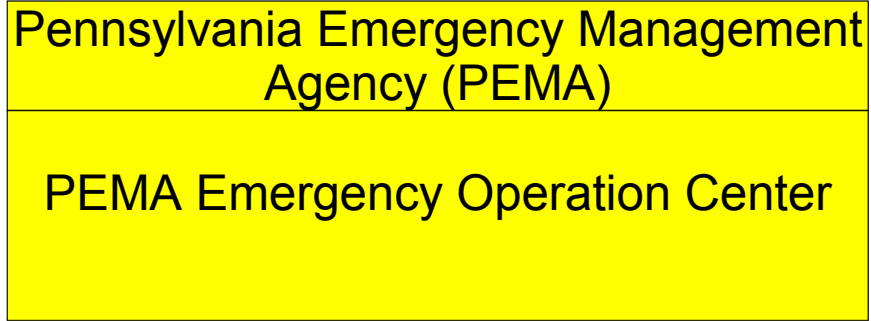 Pennsylvania Emergency Management
Agency (PEMA)
PEMA Emergency Operation Center